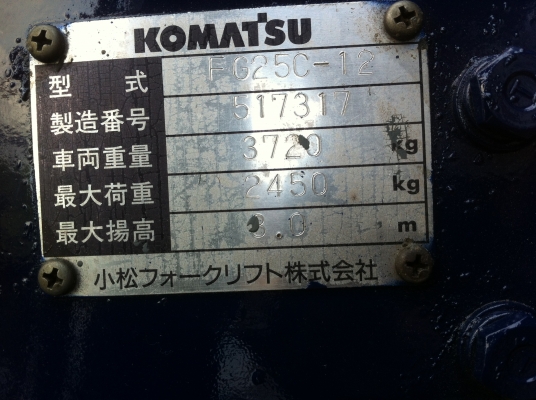 KOMATSU
型 式 FG25C-12
製造番号 517317
車両重量 3720 kg
最大荷重 2450 kg
最大揚高 3.0 m
小松フォークリフト株式会社